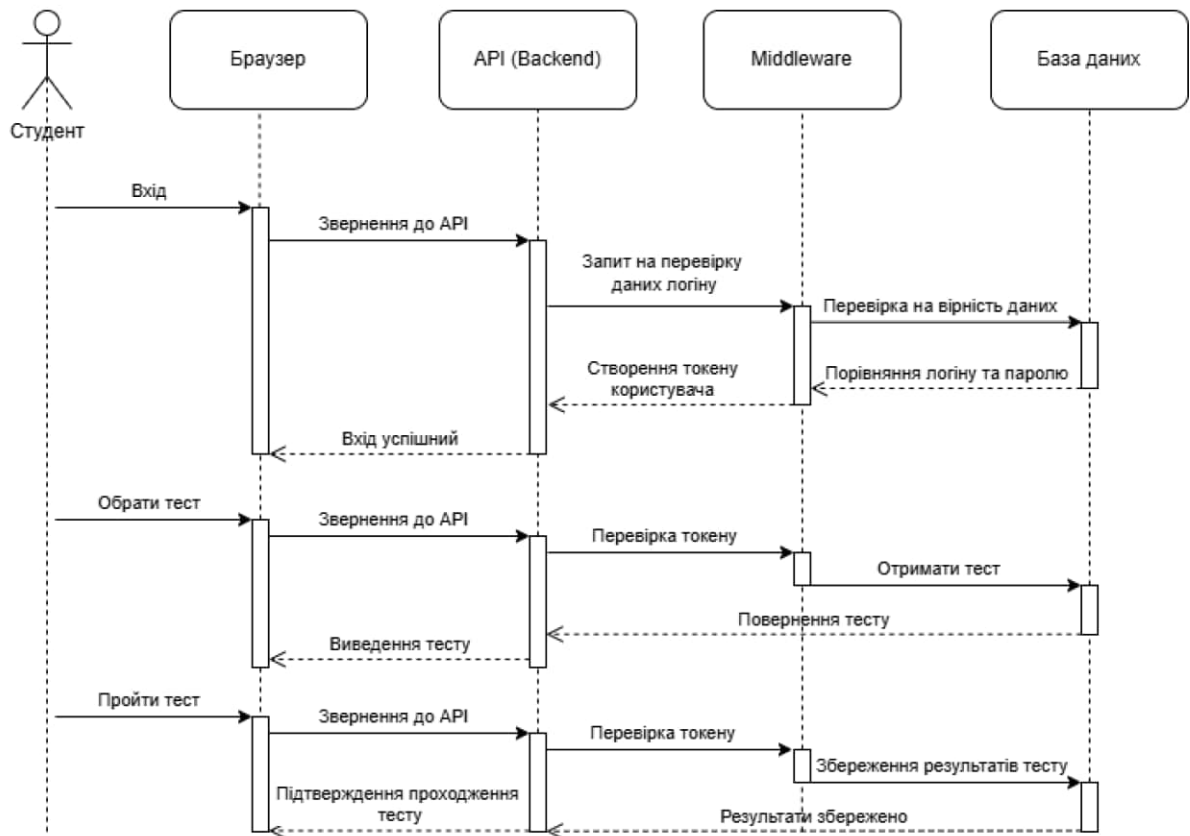 Браузер
API (Backend)
Middleware
База даних
Студент
Вхід
Звернення до API
Запит на перевірку
даних логіну
Перевірка на вірність даних
Створення токену
користувача
Порівняння логіну та паролю
Вхід успішний
Обрати тест
Звернення до API
Перевірка токену
Отримати тест
Повернення тесту
Виведення тесту
Пройти тест
Звернення до API
Перевірка токену
Збереження результатів тесту
Підтверждення проходження
тесту
Результати збережено